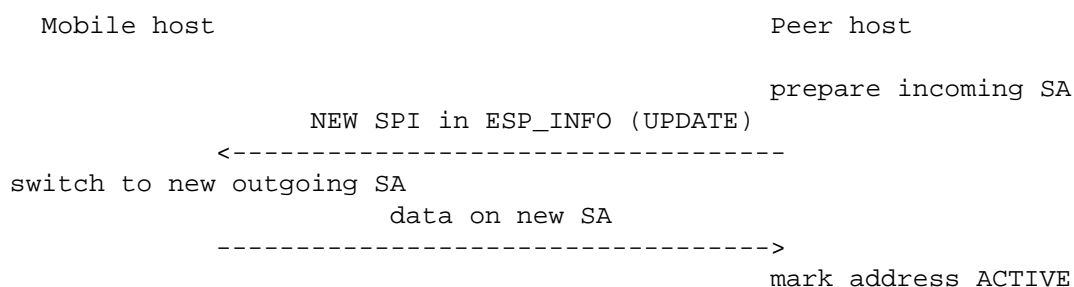 Mobile host Peer host
prepare incoming SA
NEW SPI in ESP_INFO (UPDATE)
<-----------------------------------
switch to new outgoing SA
data on new SA
----------------------------------->
mark address ACTIVE